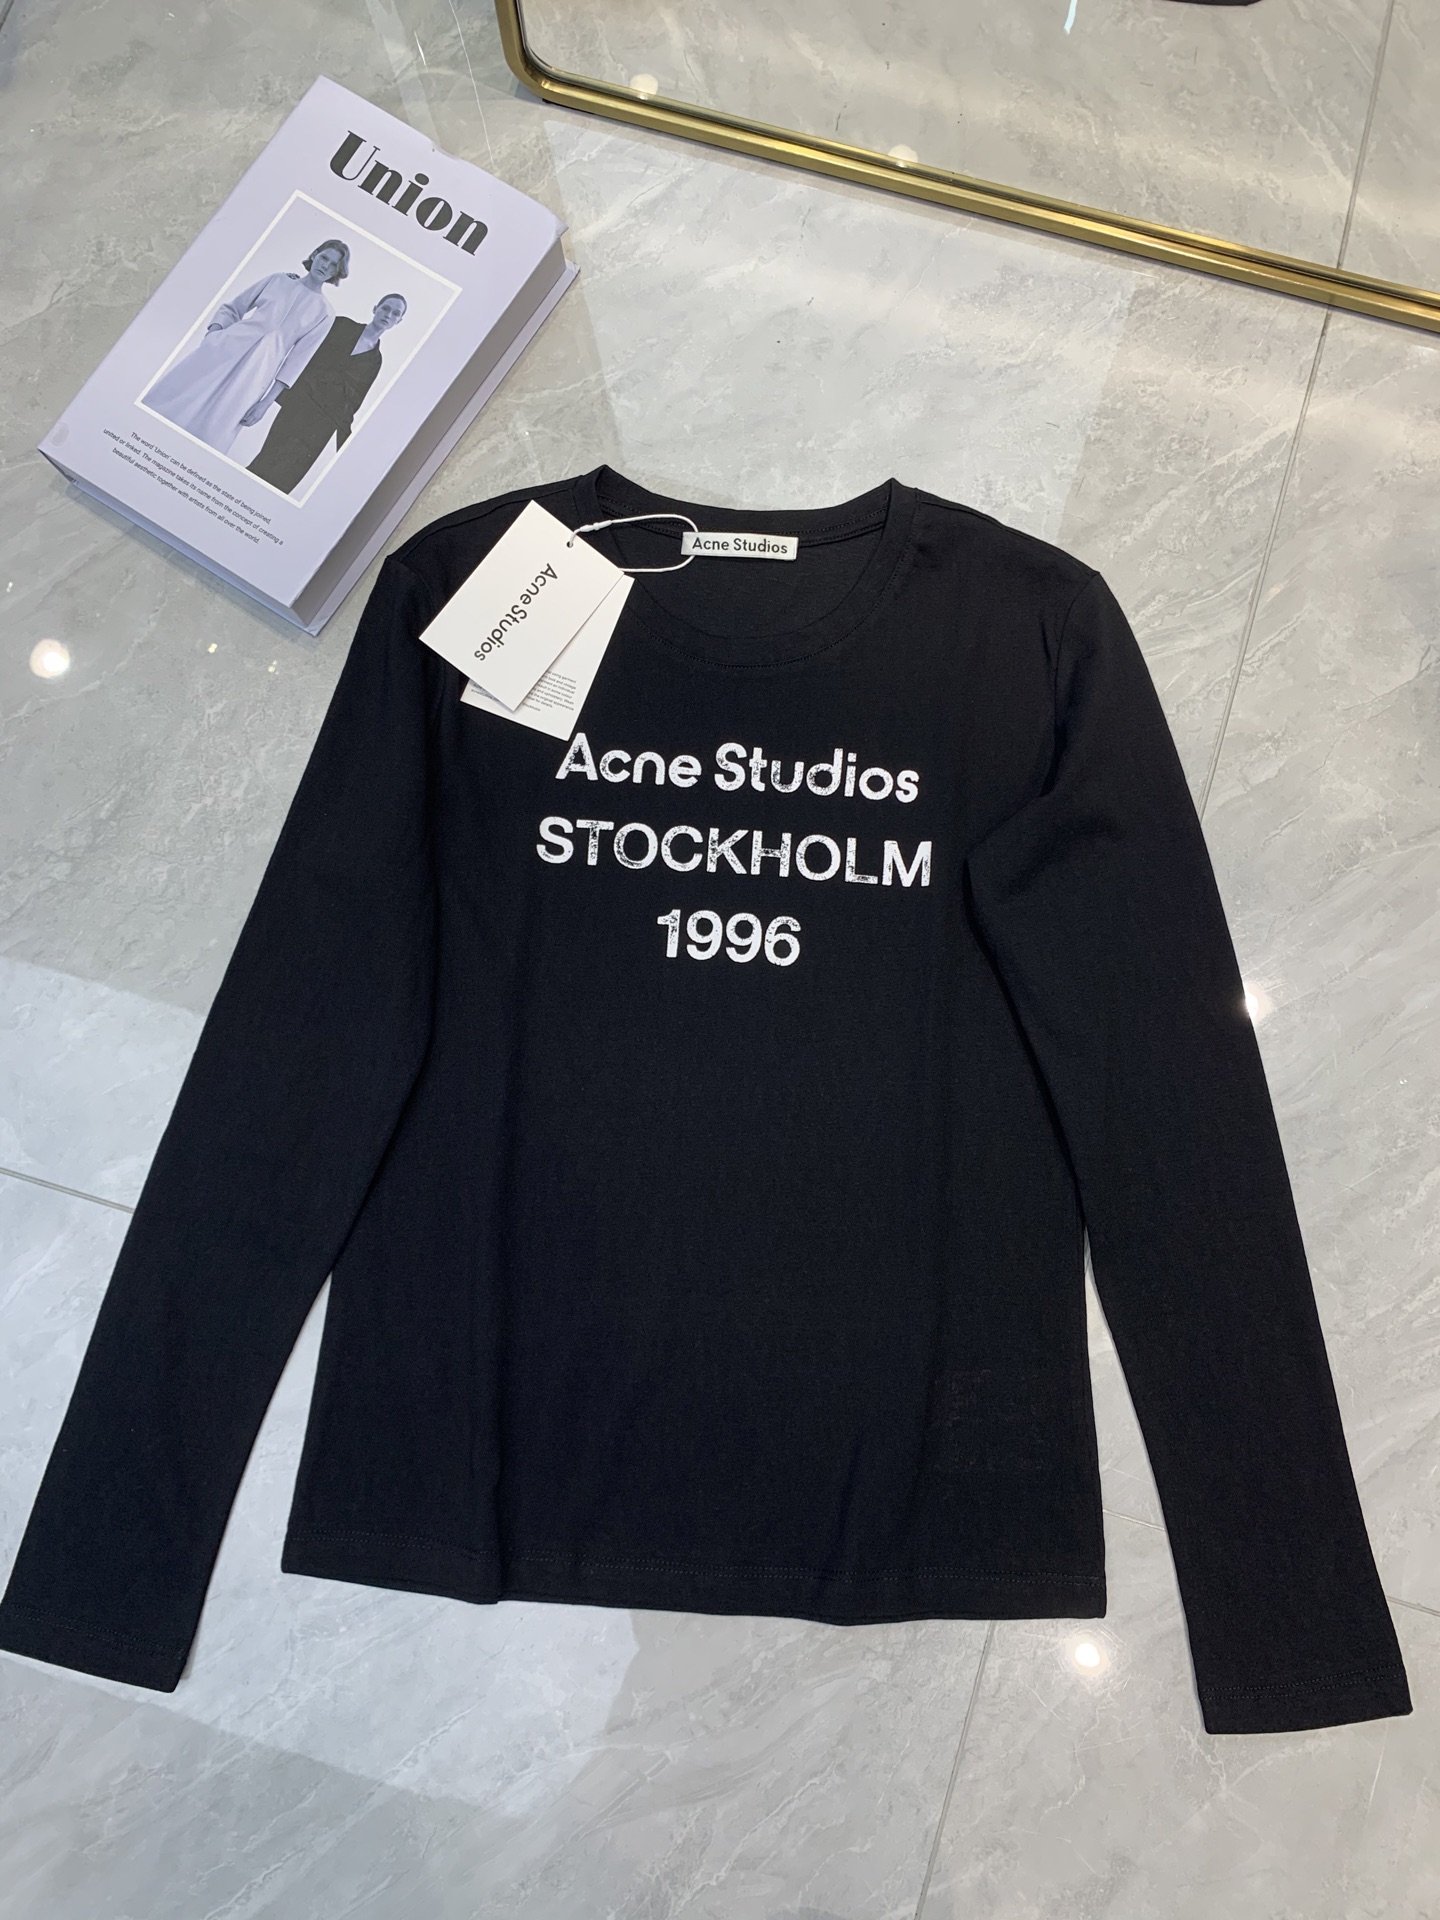 Union
The word 'Union' can be defined as the state of being joined,
united or linked. The magazine takes its name from the concept of creating a
beautiful aesthetic together with artists from all over the world.
Acne Studios
Acne Studios
Acne Studios
STOCKHOLM
1996